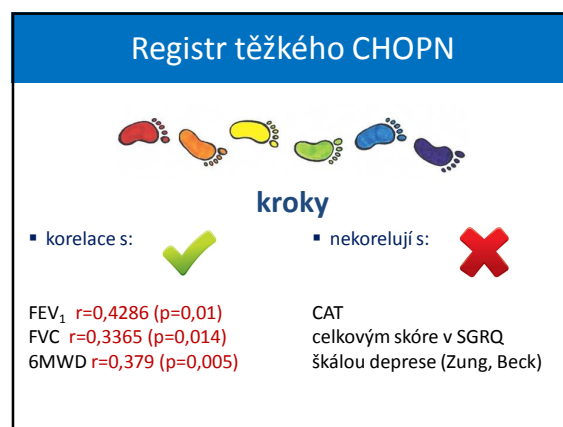 Registr těžkého CHOPN
kroky
▪ korelace s:
FEV₁ r=0,4286 (p=0,01)
FVC r=0,3365 (p=0,014)
6MWD r=0,379 (p=0,005)
▪ nekorelují s:
CAT
celkovým skóre v SGRQ
škálou deprese (Zung, Beck)